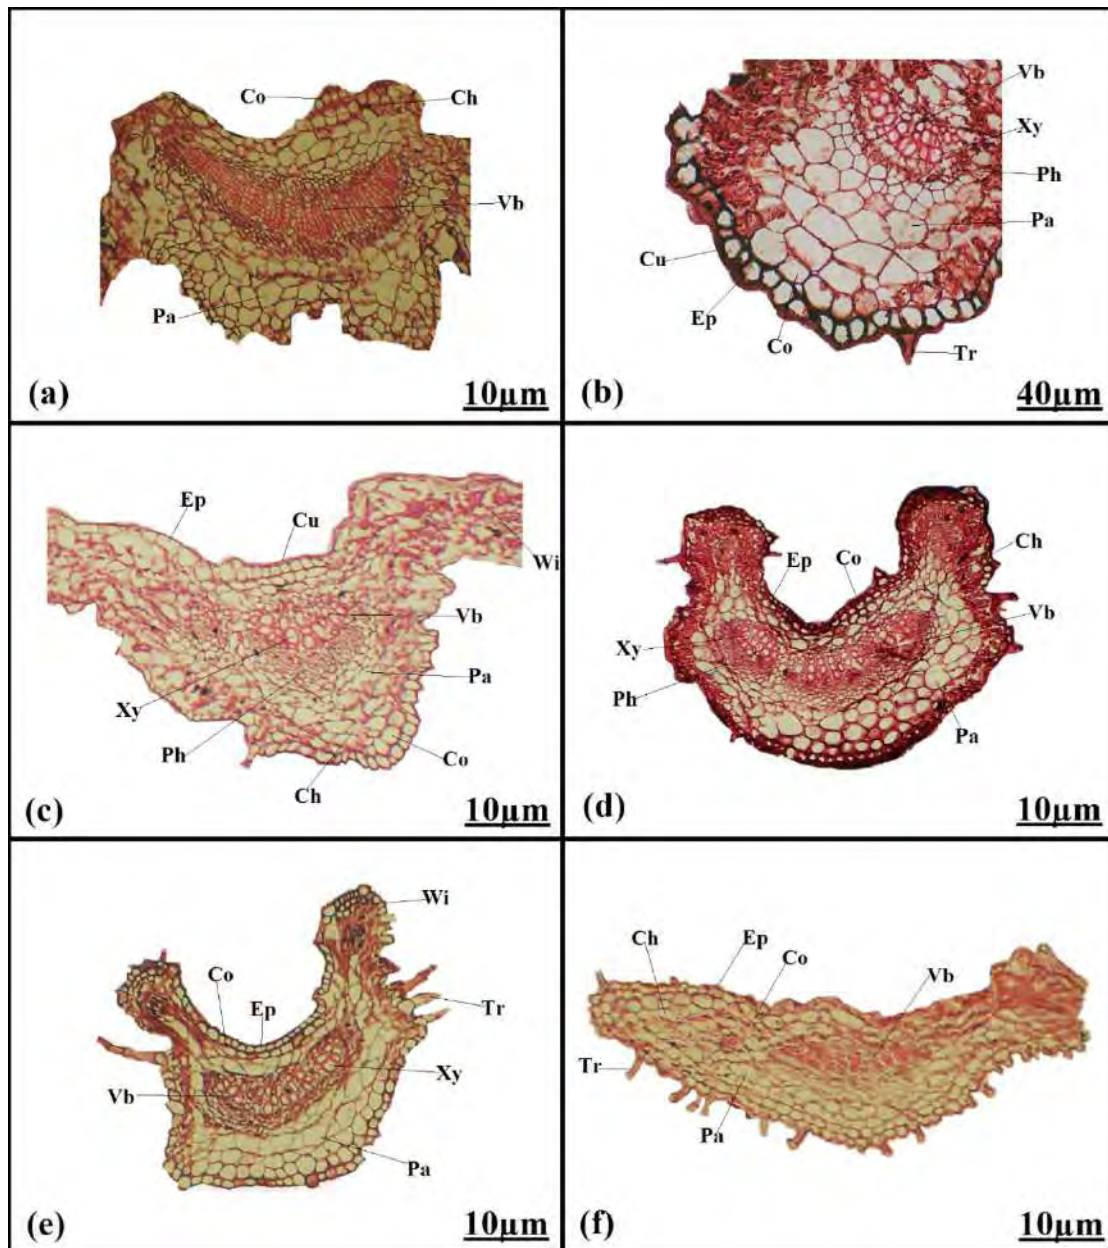 Co
Ch
Vb
Pa
(a)
10µm
Vb
Xy
Ph
Pa
Cu
Ep
Co
Tr
(b)
40µm
Ep
Cu
Wi
Vb
Pa
Xy
Ph
Co
Ch
(c)
10µm
Ch
Ep
Co
Vb
Xy
Ph
Pa
(d)
10µm
Wi
Co
Ep
Tr
Xy
Vb
Pa
(e)
10µm
Ch
Ep
Co
Vb
Tr
Pa
(f)
10µm